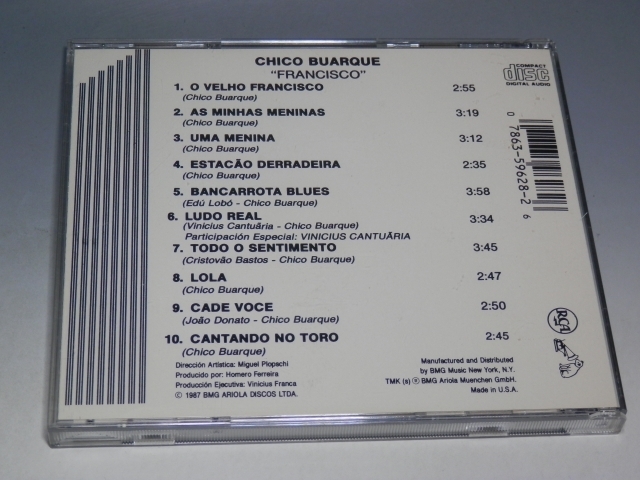 CHICO BUARQUE
"FRANCISCO"
COMPACT
disc
DIGITAL AUDIO
1. O VELHO FRANCISCO 2:55
(Chico Buarque)
2. AS MINHAS MENINAS 3:19
(Chico Buarque)
3. UMA MENINA 3:12
(Chico Buarque)
4. ESTACÃO DERRADEIRA 2:35
(Chico Buarque)
5. BANCARROTA BLUES 3:58
(Edú Lobó - Chico Buarque)
6. LUDO REAL 3:34
(Vinicius Cantuária - Chico Buarque)
Participación Especial: VINICIUS CANTUÃRIA
7. TODO O SENTIMENTO 3:45
(Cristovão Bastos - Chico Buarque)
8. LOLA 2:47
(Chico Buarque)
9. CADE VOCE 2:50
(João Donato - Chico Buarque)
10. CANTANDO NO TORO 2:45
(Chico Buarque)
Dirección Artística: Miguel Plopschi
Producido por: Homero Ferreira
Production Ejecutiva: Vinicius Franca
© 1987 BMG ARIOLA DISCOS LTDA.
Manufactured and Distributed
by BMG Music New York, N.Y.
TMK (s) ® BMG Ariola Muenchen GmbH.
Made in U.S.A.
0 7863-59628-2 6
RCA